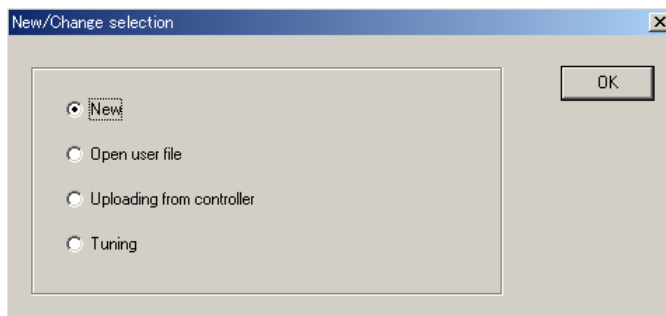 New/Change selection
OK
New
Open user file
Uploading from controller
Tuning